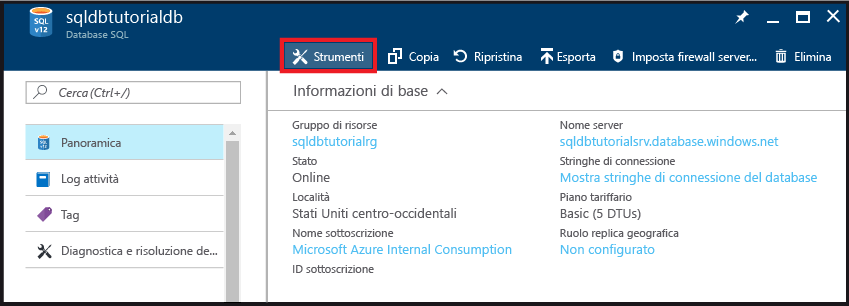 sqldbtutorialdb
Database SQL
SQL
v12
Strumenti
Copia
Ripristina
Esporta
Imposta firewall server...
Elimina
Cerca (Ctrl+/)
Panoramica
Log attività
Tag
Diagnostica e risoluzione de...
Informazioni di base
Gruppo di risorse
sqldbtutorialrg
Stato
Online
Località
Stati Uniti centro-occidentali
Nome sottoscrizione
Microsoft Azure Internal Consumption
ID sottoscrizione
Nome server
sqldbtutorialsrv.database.windows.net
Stringhe di connessione
Mostra stringhe di connessione del database
Piano tariffario
Basic (5 DTUs)
Ruolo replica geografica
Non configurato